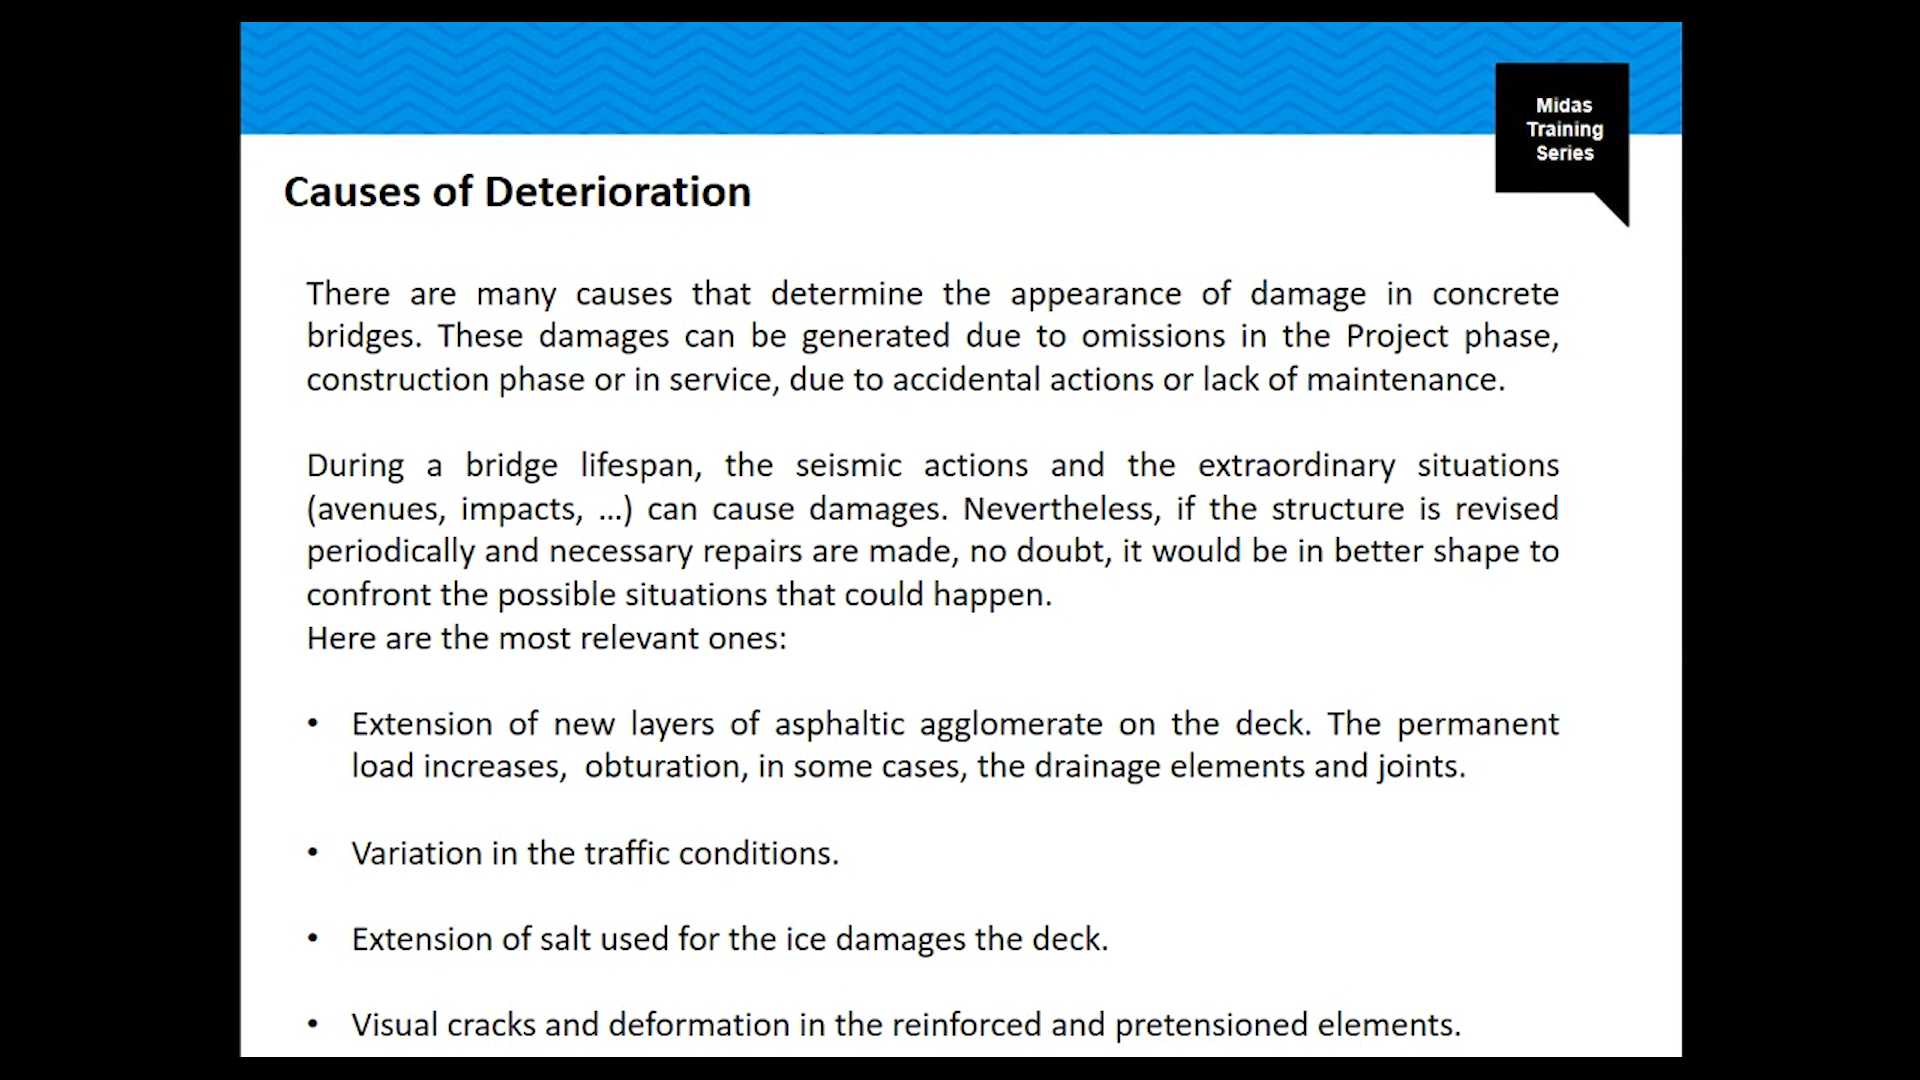 Midas
Training
Series
Causes of Deterioration
There are many causes that determine the appearance of damage in concrete
bridges. These damages can be generated due to omissions in the Project phase,
construction phase or in service, due to accidental actions or lack of maintenance.
During a bridge lifespan, the seismic actions and the extraordinary situations
(avenues, impacts, ...) can cause damages. Nevertheless, if the structure is revised
periodically and necessary repairs are made, no doubt, it would be in better shape to
confront the possible situations that could happen.
Here are the most relevant ones:
• Extension of new layers of asphaltic agglomerate on the deck. The permanent
load increases, obturation, in some cases, the drainage elements and joints.
• Variation in the traffic conditions.
• Extension of salt used for the ice damages the deck.
• Visual cracks and deformation in the reinforced and pretensioned elements.